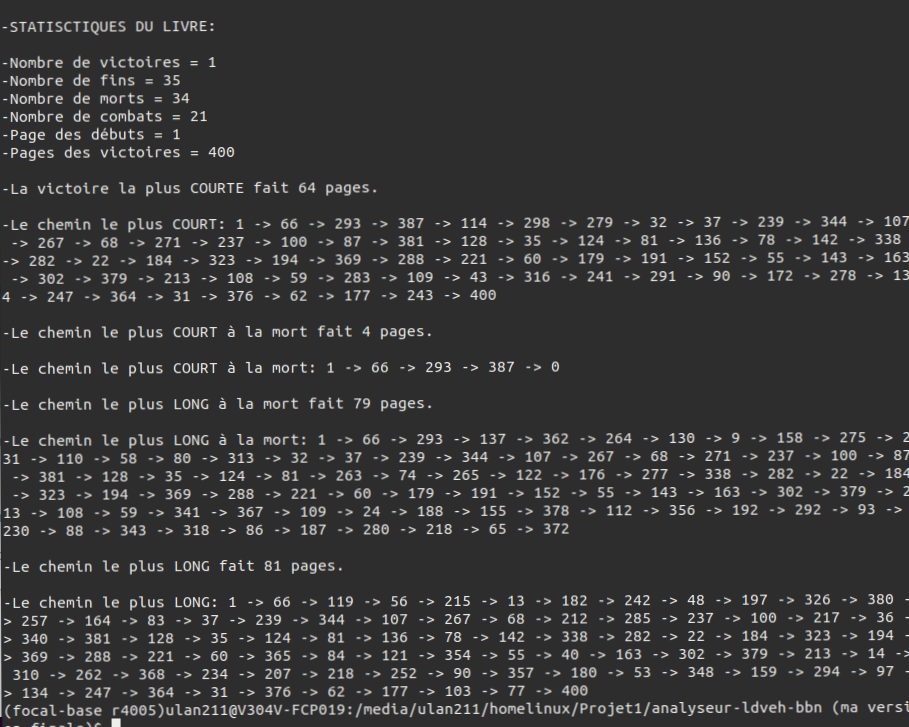 -STATISCTIQUES DU LIVRE:
-Nombre de victoires = 1
-Nombre de fins = 35
-Nombre de morts = 34
-Nombre de combats = 21
-Page des débuts = 1
-Pages des victoires = 400
-La victoire la plus COURTE fait 64 pages.
-Le chemin le plus COURT: 1 -> 66 -> 293 -> 387 -> 114 -> 298 -> 279 -> 32 -> 37 -> 239 -> 344 -> 107
-> 267 -> 68 -> 271 -> 237 -> 100 -> 87 -> 381 -> 128 -> 35 -> 124 -> 81 -> 136 -> 78 -> 142 -> 338
-> 282 -> 22 -> 184 -> 323 -> 194 -> 369 -> 288 -> 221 -> 60 -> 179 -> 191 -> 152 -> 55 -> 143 -> 163
-> 302 -> 379 -> 213 -> 108 -> 59 -> 283 -> 109 -> 43 -> 316 -> 241 -> 291 -> 90 -> 172 -> 278 -> 13
4 -> 247 -> 364 -> 31 -> 376 -> 62 -> 177 -> 243 -> 400
-Le chemin le plus COURT à la mort fait 4 pages.
-Le chemin le plus COURT à la mort: 1 -> 66 -> 293 -> 387 -> 0
-Le chemin le plus LONG à la mort fait 79 pages.
-Le chemin le plus LONG à la mort: 1 -> 66 -> 293 -> 137 -> 362 -> 264 -> 130 -> 9 -> 158 -> 275 -> 2
31 -> 110 -> 58 -> 80 -> 313 -> 32 -> 37 -> 239 -> 344 -> 107 -> 267 -> 68 -> 271 -> 237 -> 100 -> 87
-> 381 -> 128 -> 35 -> 124 -> 81 -> 263 -> 74 -> 265 -> 122 -> 176 -> 277 -> 338 -> 282 -> 22 -> 184
-> 323 -> 194 -> 369 -> 288 -> 221 -> 60 -> 179 -> 191 -> 152 -> 55 -> 143 -> 163 -> 302 -> 379 -> 2
13 -> 108 -> 59 -> 341 -> 367 -> 109 -> 24 -> 188 -> 155 -> 378 -> 112 -> 356 -> 192 -> 292 -> 93 ->
230 -> 88 -> 343 -> 318 -> 86 -> 187 -> 280 -> 218 -> 65 -> 372
-Le chemin le plus LONG fait 81 pages.
-Le chemin le plus LONG: 1 -> 66 -> 119 -> 56 -> 215 -> 13 -> 182 -> 242 -> 48 -> 197 -> 326 -> 380 -
> 257 -> 164 -> 83 -> 37 -> 239 -> 344 -> 107 -> 267 -> 68 -> 212 -> 285 -> 237 -> 100 -> 217 -> 36 -
> 340 -> 381 -> 128 -> 35 -> 124 -> 81 -> 136 -> 78 -> 142 -> 338 -> 282 -> 22 -> 184 -> 323 -> 194 -
> 369 -> 288 -> 221 -> 60 -> 365 -> 84 -> 121 -> 354 -> 55 -> 40 -> 163 -> 302 -> 379 -> 213 -> 14 ->
310 -> 262 -> 368 -> 234 -> 207 -> 218 -> 252 -> 90 -> 357 -> 180 -> 53 -> 348 -> 159 -> 294 -> 97 -
> 134 -> 247 -> 364 -> 31 -> 376 -> 62 -> 177 -> 103 -> 77 -> 400
(focal-base r4005)ulan211@V304V-FCP019:/media/ulan211/homelinux/Projet1/analyseur-ldveh-bbn (ma versi